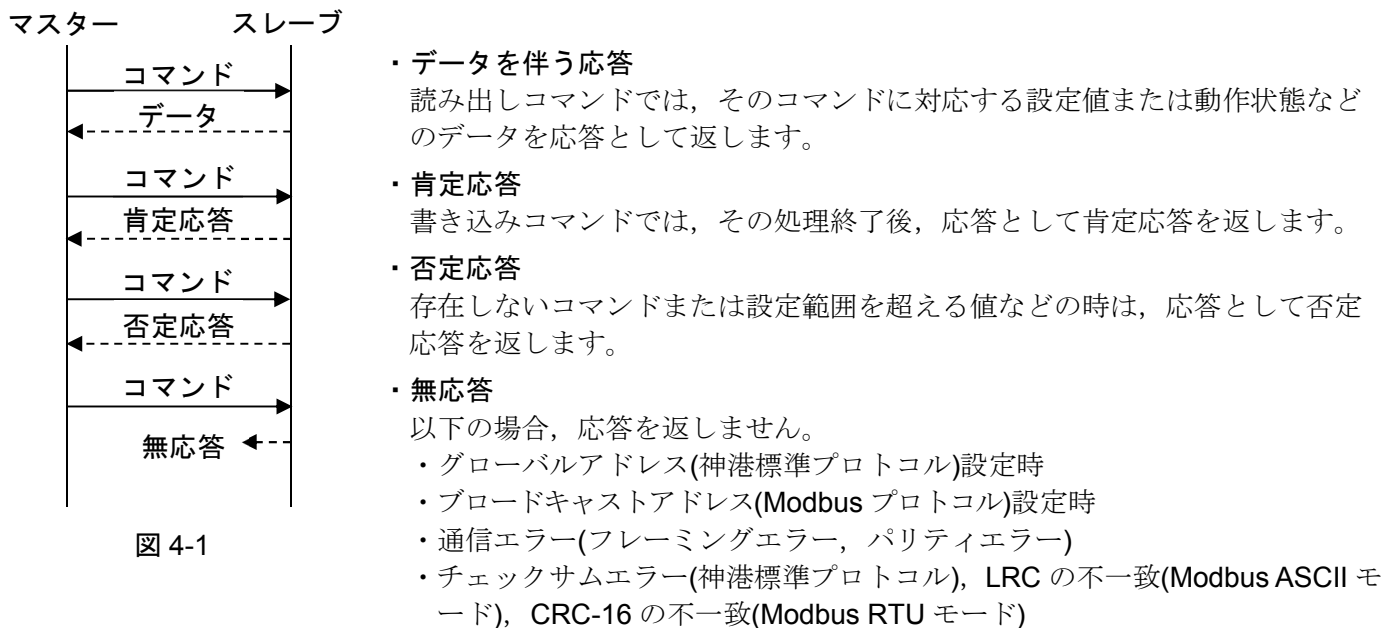 マスター スレーブ
コマンド
データ
コマンド
肯定応答
コマンド
否定応答
コマンド
無応答
図 4-1
・データを伴う応答
読み出しコマンドでは，そのコマンドに対応する設定値または動作状態など
のデータを応答として返します。
・肯定応答
書き込みコマンドでは，その処理終了後，応答として肯定応答を返します。
・否定応答
存在しないコマンドまたは設定範囲を超える値などの時は，応答として否定
応答を返します。
・無応答
以下の場合，応答を返しません。
・グローバルアドレス(神港標準プロトコル)設定時
・ブロードキャストアドレス(Modbus プロトコル)設定時
・通信エラー(フレーミングエラー，パリティエラー)
・チェックサムエラー(神港標準プロトコル)，LRC の不一致(Modbus ASCII モ
ード)，CRC-16 の不一致(Modbus RTU モード)